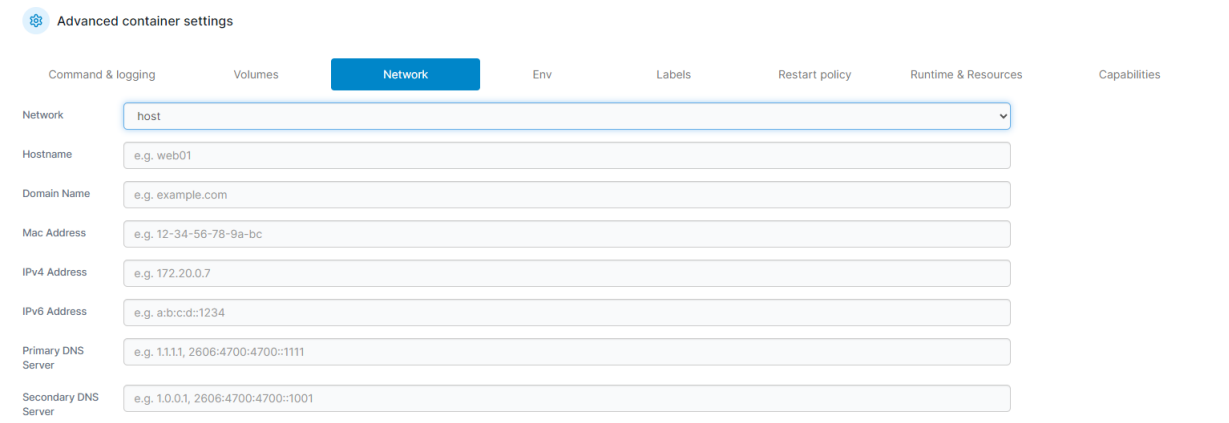 Advanced container settings
Command & logging Volumes Network Env Labels Restart policy Runtime & Resources Capabilities
Network host
Hostname e.g. web01
Domain Name e.g. example.com
Mac Address e.g. 12-34-56-78-9a-bc
IPv4 Address e.g. 172.20.0.7
IPv6 Address e.g. a:b:c:d::1234
Primary DNS
Server
e.g. 1.1.1.1, 2606:4700:4700::1111
Secondary DNS
Server
e.g. 1.0.0.1, 2606:4700:4700::1001